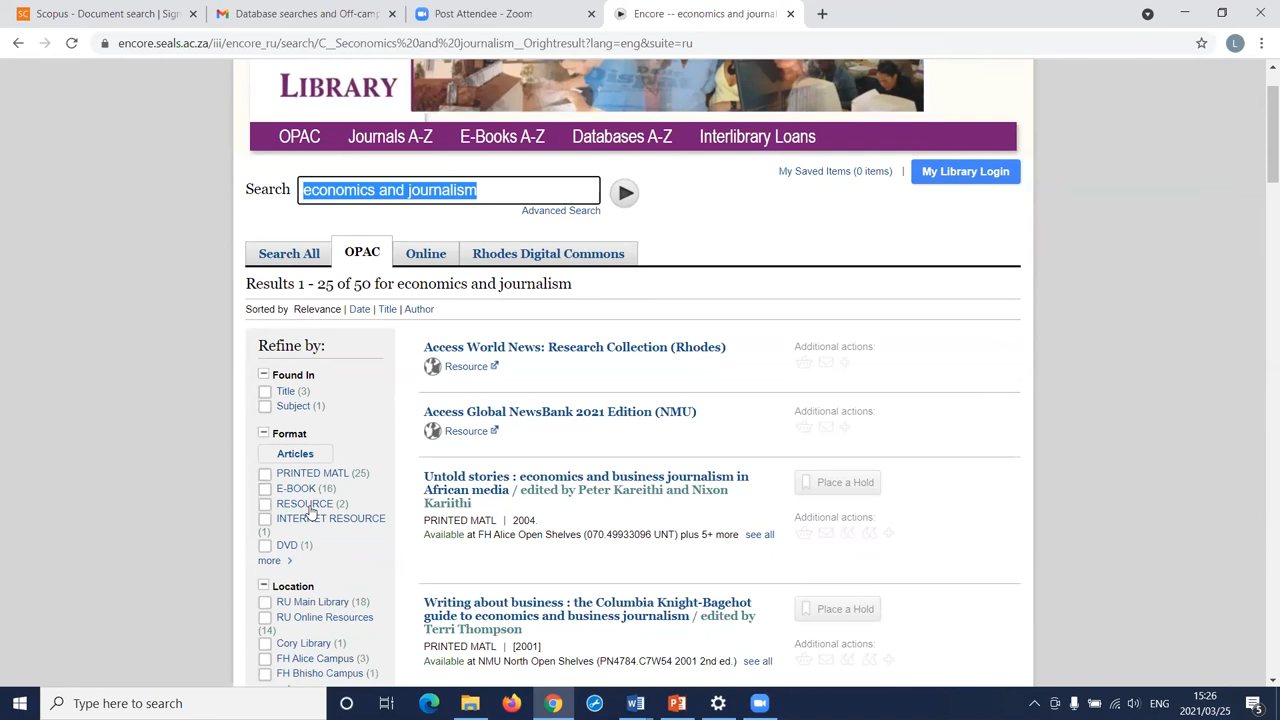 Scopus - Document search | Sign
Database searches and Off-camp
Post Attendee - Zoom
Encore -- economics and journal
encore.seals.ac.za/iii/encore_ru/search/C__Seconomics%20and%20journalism__Orightresult?lang=eng&suite=ru
L
LIBRARY
OPAC Journals A-Z E-Books A-Z Databases A-Z Interlibrary Loans
My Saved Items (0 items) | My Library Login
Search economics and journalism
Advanced Search
Search All OPAC Online Rhodes Digital Commons
Results 1 - 25 of 50 for economics and journalism
Sorted by Relevance | Date | Title | Author
Refine by:
Found In
Title (3)
Subject (1)
Format
Articles
PRINTED MATL (25)
E-BOOK (16)
RESOURCE (2)
INTERNET RESOURCE
(1)
DVD (1)
more >
Location
RU Main Library (18)
RU Online Resources
(14)
Cory Library (1)
FH Alice Campus (3)
FH Bhisho Campus (1)
Access World News: Research Collection (Rhodes)
Resource
Additional actions:
Access Global NewsBank 2021 Edition (NMU)
Resource
Additional actions:
Untold stories : economics and business journalism in
African media / edited by Peter Kareithi and Nixon
Kariithi
PRINTED MATL | 2004.
Available at FH Alice Open Shelves (070.49933096 UNT) plus 5+ more see all
Place a Hold
Additional actions:
Writing about business : the Columbia Knight-Bagehot
guide to economics and business journalism / edited by
Terri Thompson
PRINTED MATL | [2001]
Available at NMU North Open Shelves (PN4784.C7W54 2001 2nd ed.) see all
Place a Hold
Additional actions:
Type here to search
ENG
15:26
2021/03/25
5